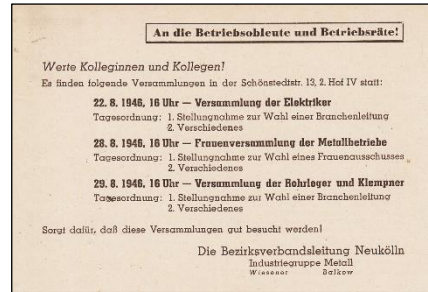 An die Betriebsobleute und Betriebsräte!
Werte Kolleginnen und Kollegen!
Es finden folgende Versammlungen in der Schönstedtstr. 13, 2. Hof IV statt:
22. 8. 1946, 16 Uhr — Versammlung der Elektriker
Tagesordnung: 1. Stellungnahme zur Wahl einer Branchenleitung
2. Verschiedenes
28. 8. 1946, 16 Uhr — Frauenversammlung der Metallbetriebe
Tagesordnung: 1. Stellungnahme zur Wahl eines Frauenausschusses
2. Verschiedenes
29. 8. 1946, 16 Uhr — Versammlung der Rohrleger und Klempner
Tagesordnung: 1. Stellungnahme zur Wahl einer Branchenleitung
2. Verschiedenes
Sorgt dafür, daß diese Versammlungen gut besucht werden!
Die Bezirksverbandsleitung Neukölln
Industriegruppe Metall
Wiesener Balkow